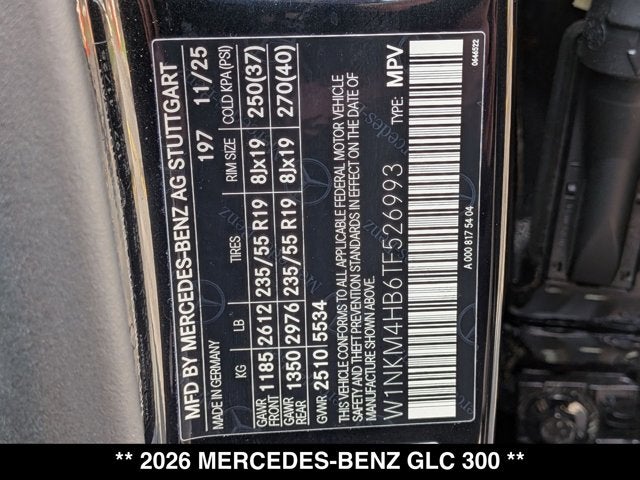 MFD BY MERCEDES-BENZ AG STUTTGART
MADE IN GERMANY 197 11/25
KG LB TIRES RIM SIZE COLD KPA(PSI)
GAWR FRONT 1185 2612 235/55 R19 8Jx19 250(37)
GAWR REAR 1350 2976 235/55 R19 8Jx19 270(40)
GVWR 2510 5534
THIS VEHICLE CONFORMS TO ALL APPLICABLE FEDERAL MOTOR VEHICLE
SAFETY AND THEFT PREVENTION STANDARDS IN EFFECT ON THE DATE OF
MANUFACTURE SHOWN ABOVE.
W1NKM4HB6TF526993 TYPE: MPV
A 000 817 54 04 0646522
** 2026 MERCEDES-BENZ GLC 300 **